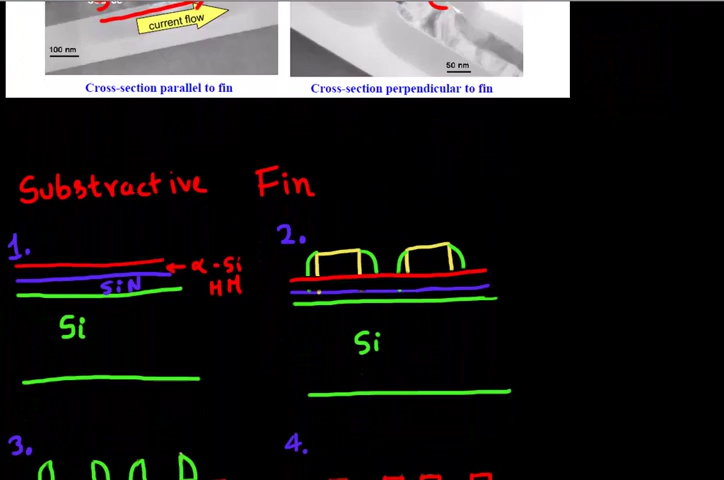 current flow
100 nm
50 nm
Cross-section parallel to fin
Cross-section perpendicular to fin
Substractive Fin
1.
α-Si
HM
SiN
Si
2.
Si
3.
4.